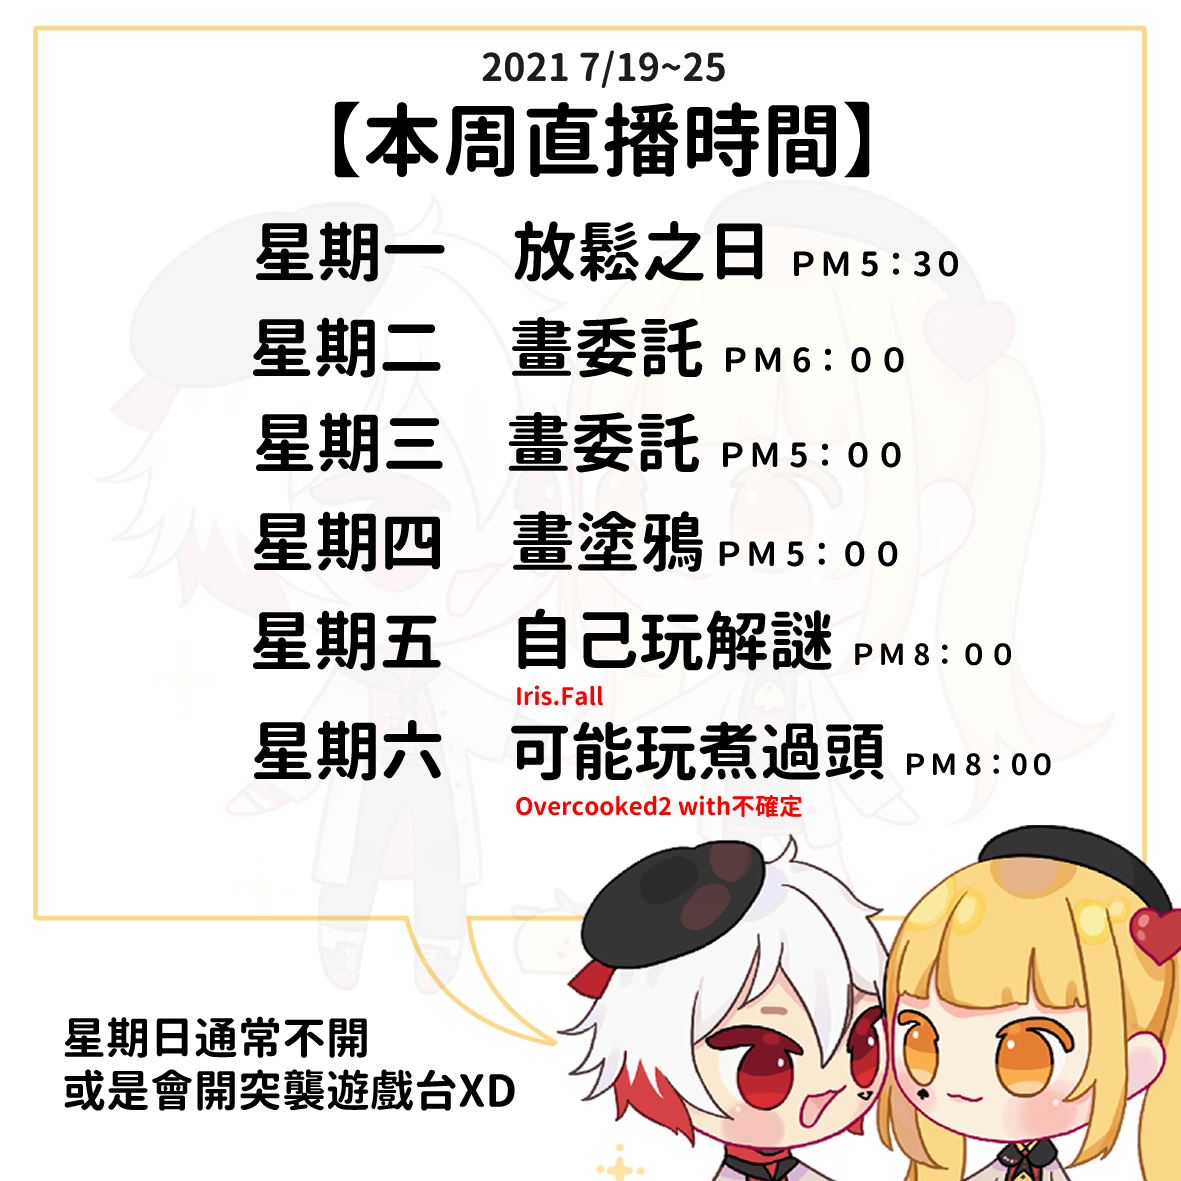 2021 7/19~25
【本周直播時間】
星期一 放鬆之日 PM5:30
星期二 畫委託 PM6:00
星期三 畫委託 PM5:00
星期四 畫塗鴉 PM5:00
星期五 自己玩解謎 PM8:00
Iris.Fall
星期六 可能玩煮過頭 PM8:00
Overcooked2 with不確定
星期日通常不開
或是會開突襲遊戲台XD